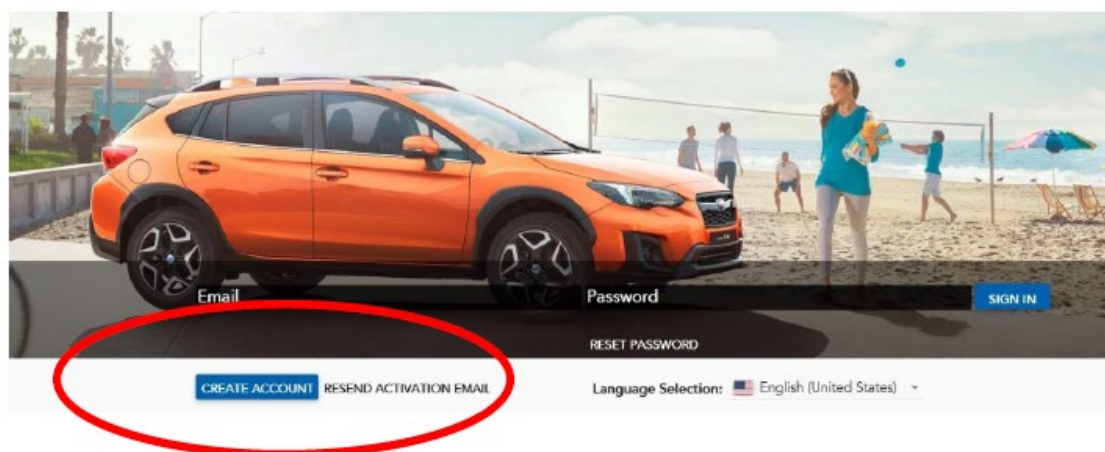 Email
Password
SIGN IN
RESET PASSWORD
CREATE ACCOUNT
RESEND ACTIVATION EMAIL
Language Selection:
English (United States)